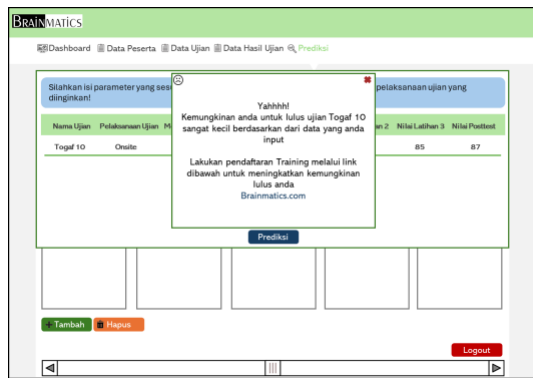 BRAINMATICS
Dashboard Data Peserta Data Ujian Data Hasil Ujian Prediksi
Silahkan isi parameter yang pelaksanaan ujian yang
diinginkan!
Yahhhh!
Kemungkinan anda untuk lulus ujian Togaf 10
sangat kecil berdasarkan dari data yang anda
input
Lakukan pendaftaran Training melalui link
dibawah untuk meningkatkan kemungkinan
lulus anda
Brainmatics.com
Nama Ujian Pelaksanaan Ujian Nilai Latihan 3 Nilai Posttest
Togaf 10 Onsite 85 87
Prediksi
Tambah Hapus
Logout